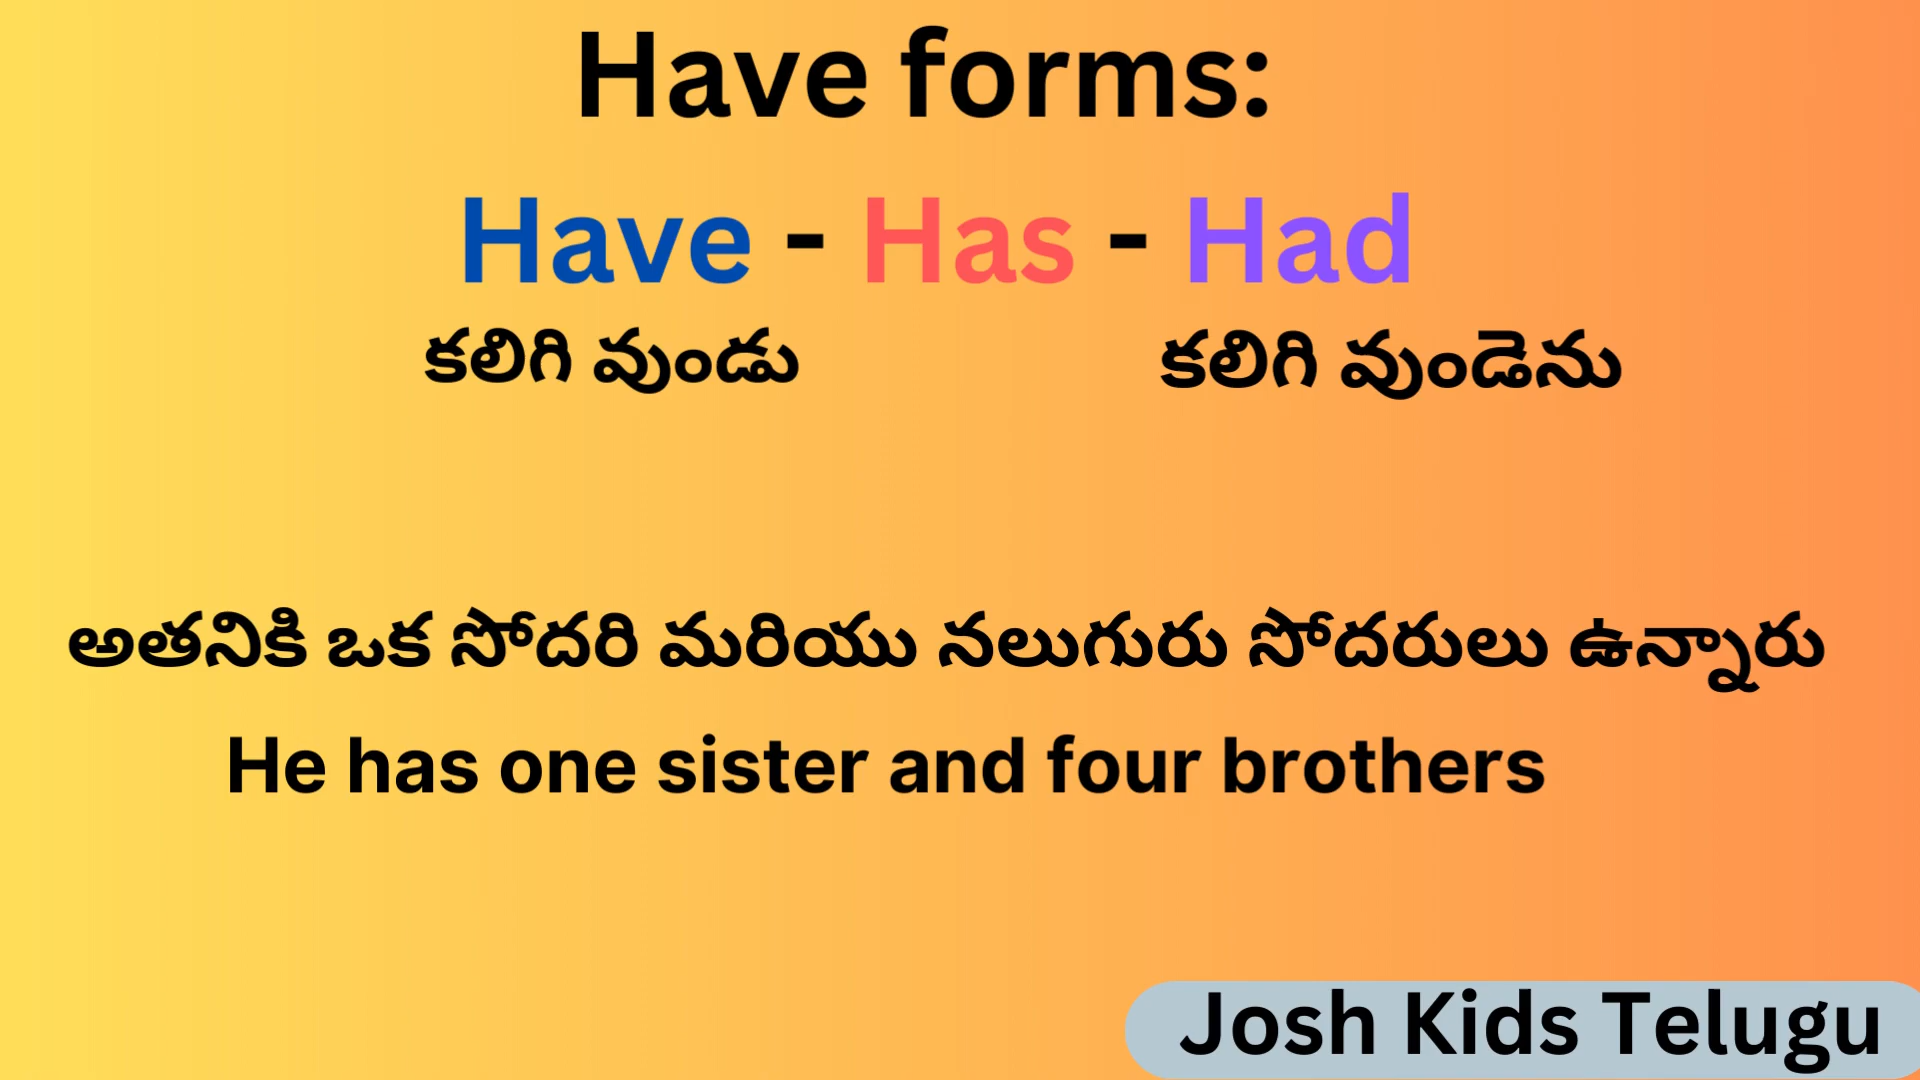 Have forms:
Have - Has - Had
కలిగి వుండు కలిగి వుండెను
అతనికి ఒక సోదరి మరియు నలుగురు సోదరులు ఉన్నారు
He has one sister and four brothers
Josh Kids Telugu